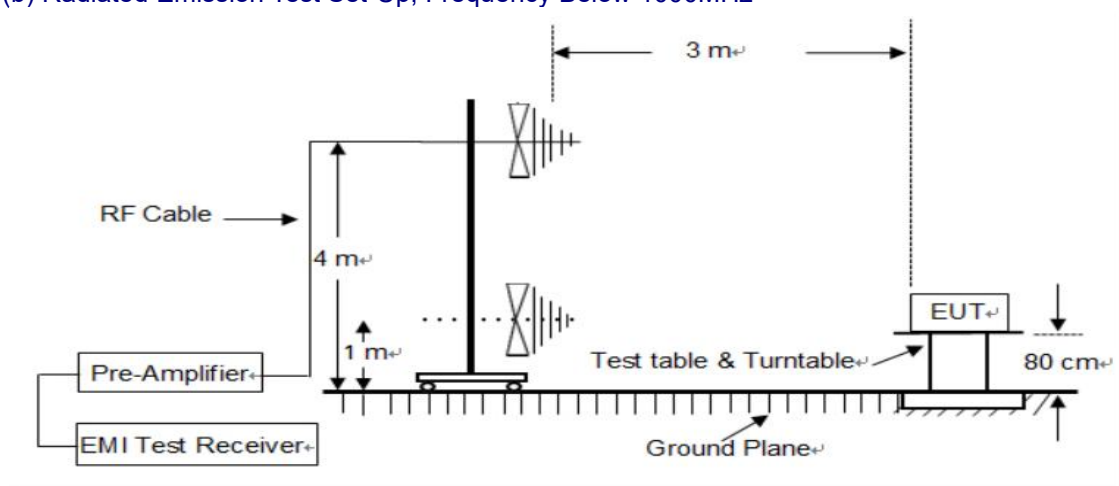 (b) Radiated Emission Test Set-Up, Frequency Below 1000MHz
3 m↵
RF Cable
4 m↵
EUT↵
1 m↵
Test table & Turntable↵
80 cm↵
Pre-Amplifier↵
EMI Test Receiver↵
Ground Plane↵